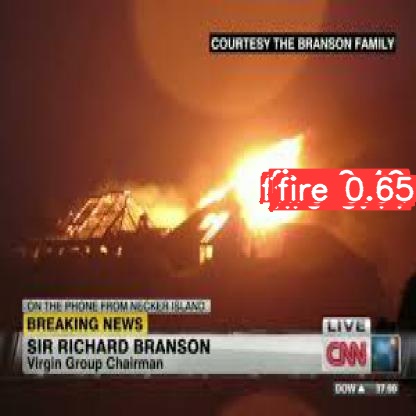 COURTESY THE BRANSON FAMILY
fire 0.65
ON THE PHONE FROM NECKER ISLAND
BREAKING NEWS
LIVE
SIR RICHARD BRANSON
CNN
Virgin Group Chairman
DOW ▲